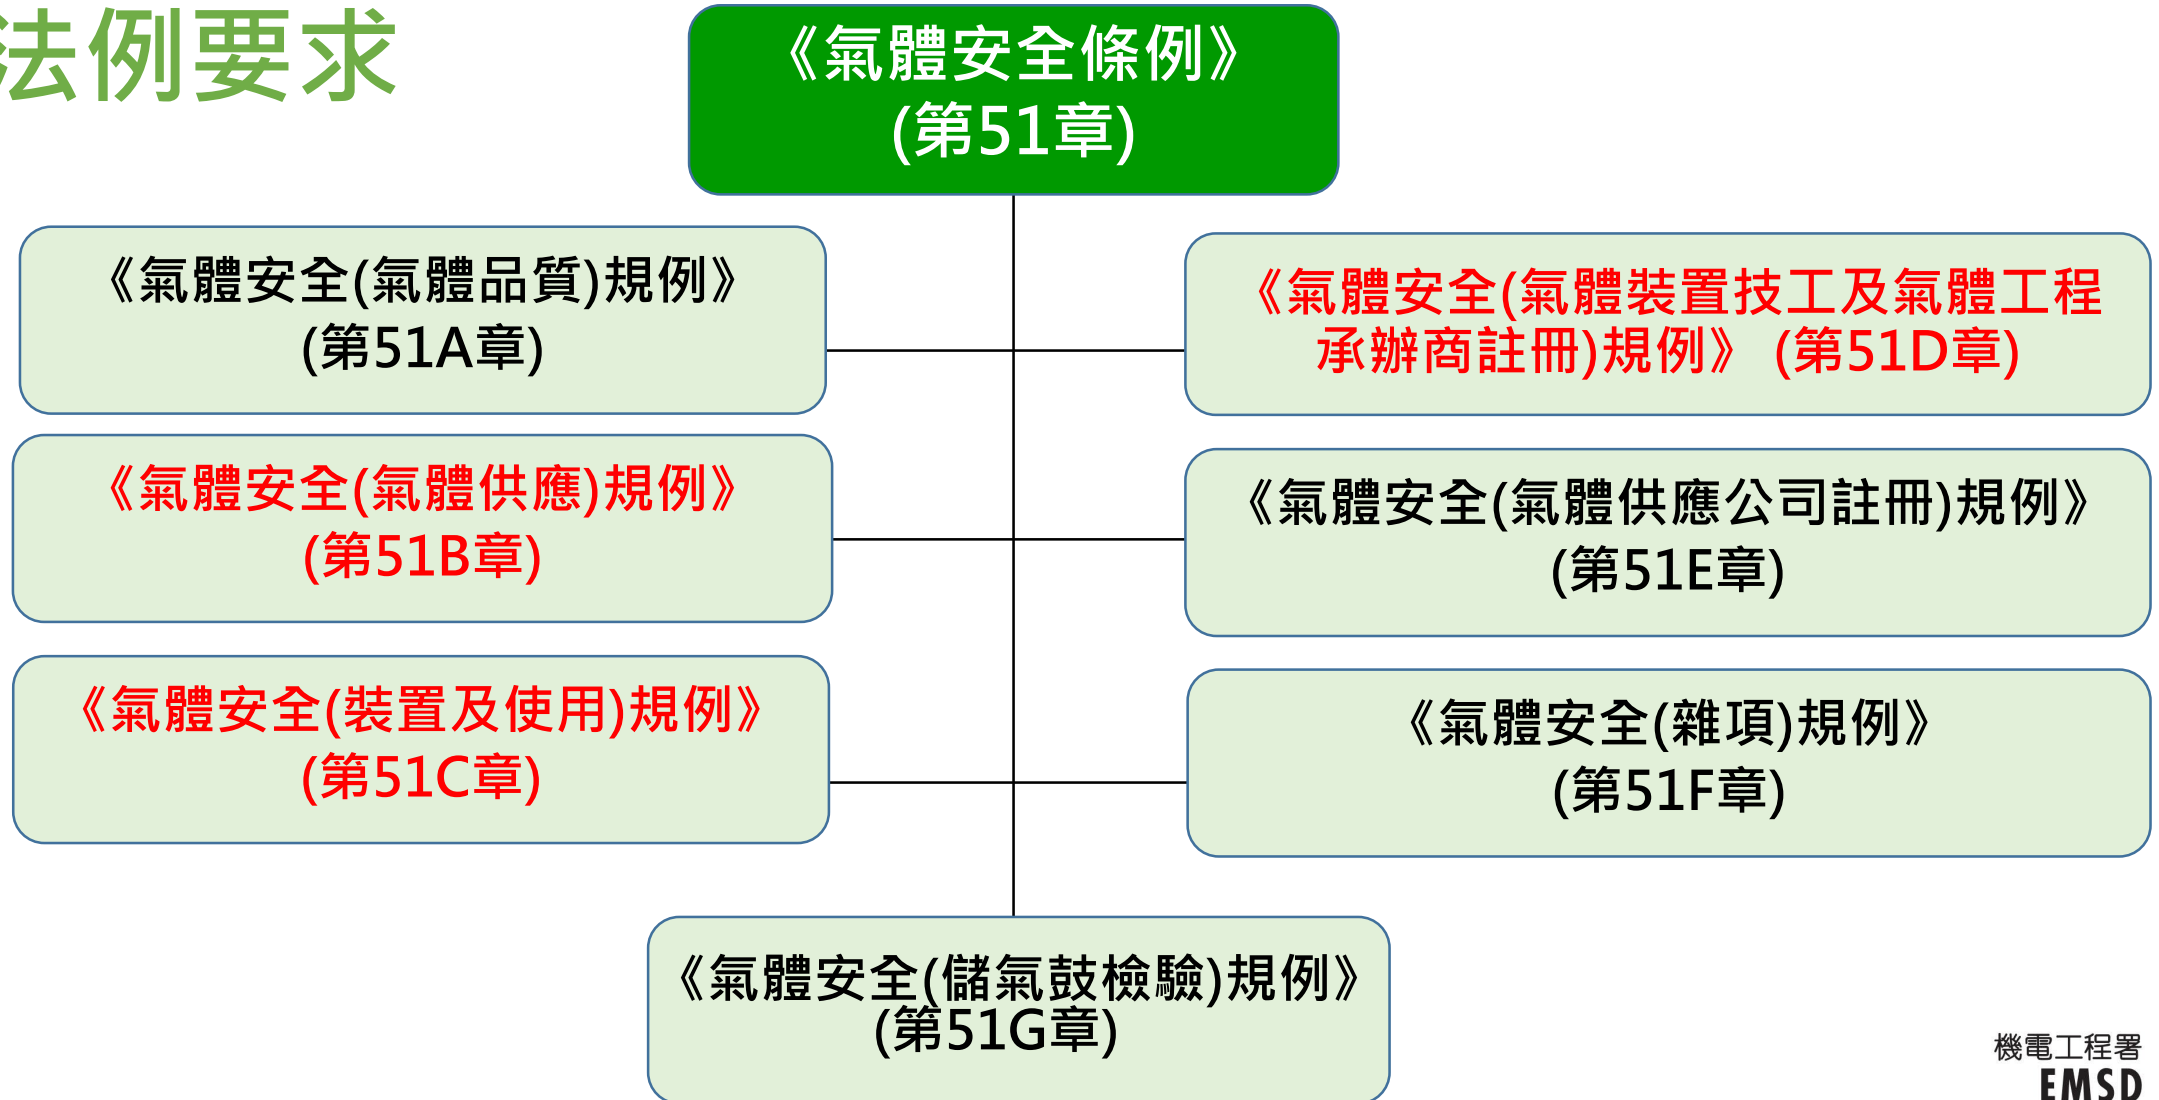 法例要求
《氣體安全條例》
(第51章)
《氣體安全(氣體品質)規例》
(第51A章)
《氣體安全(氣體供應)規例》
(第51B章)
《氣體安全(裝置及使用)規例》
(第51C章)
《氣體安全(氣體裝置技工及氣體工程
承辦商註冊)規例》 (第51D章)
《氣體安全(氣體供應公司註冊)規例》
(第51E章)
《氣體安全(雜項)規例》
(第51F章)
《氣體安全(儲氣鼓檢驗)規例》
(第51G章)
機電工程署
EMSD